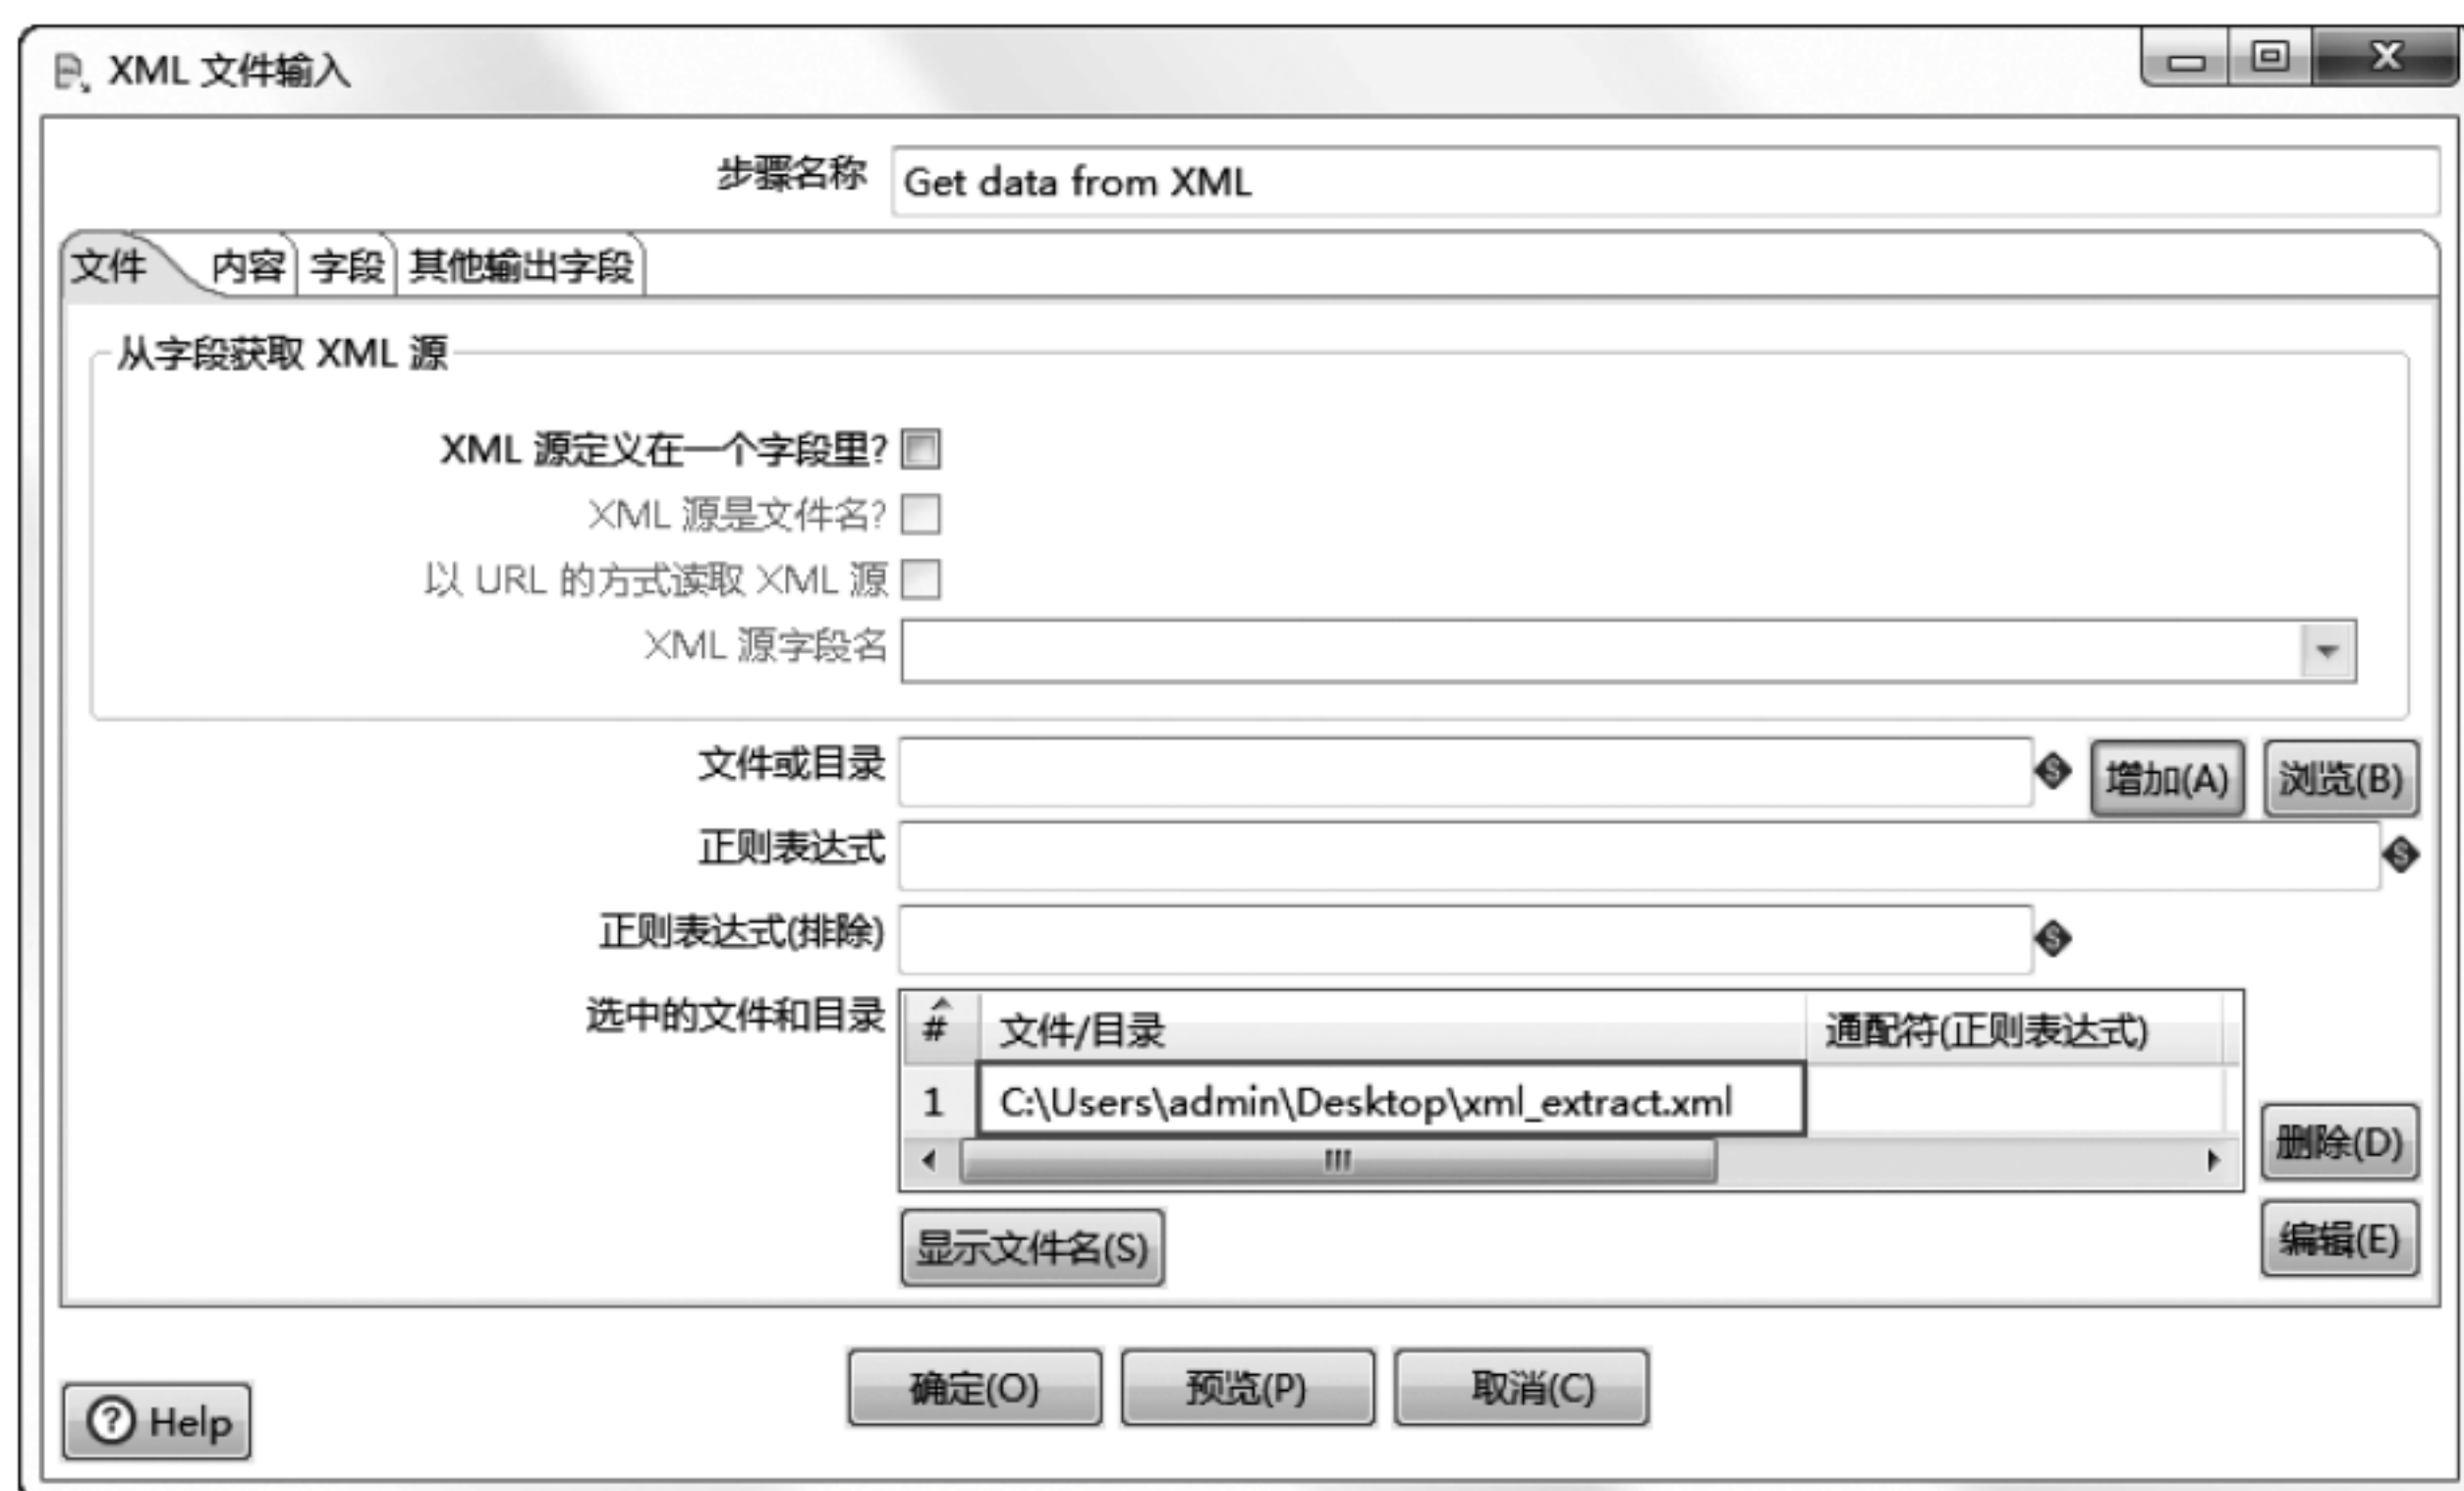 XML 文件输入
步骤名称 Get data from XML
文件 内容 字段 其他输出字段
从字段获取 XML 源
XML 源定义在一个字段里?
XML 源是文件名?
以 URL 的方式读取 XML 源
XML 源字段名
文件或目录 增加(A) 浏览(B)
正则表达式
正则表达式(排除)
选中的文件和目录 # 文件/目录 通配符(正则表达式)
1 C:\Users\admin\Desktop\xml_extract.xml
删除(D)
显示文件名(S) 编辑(E)
确定(O) 预览(P) 取消(C)
Help